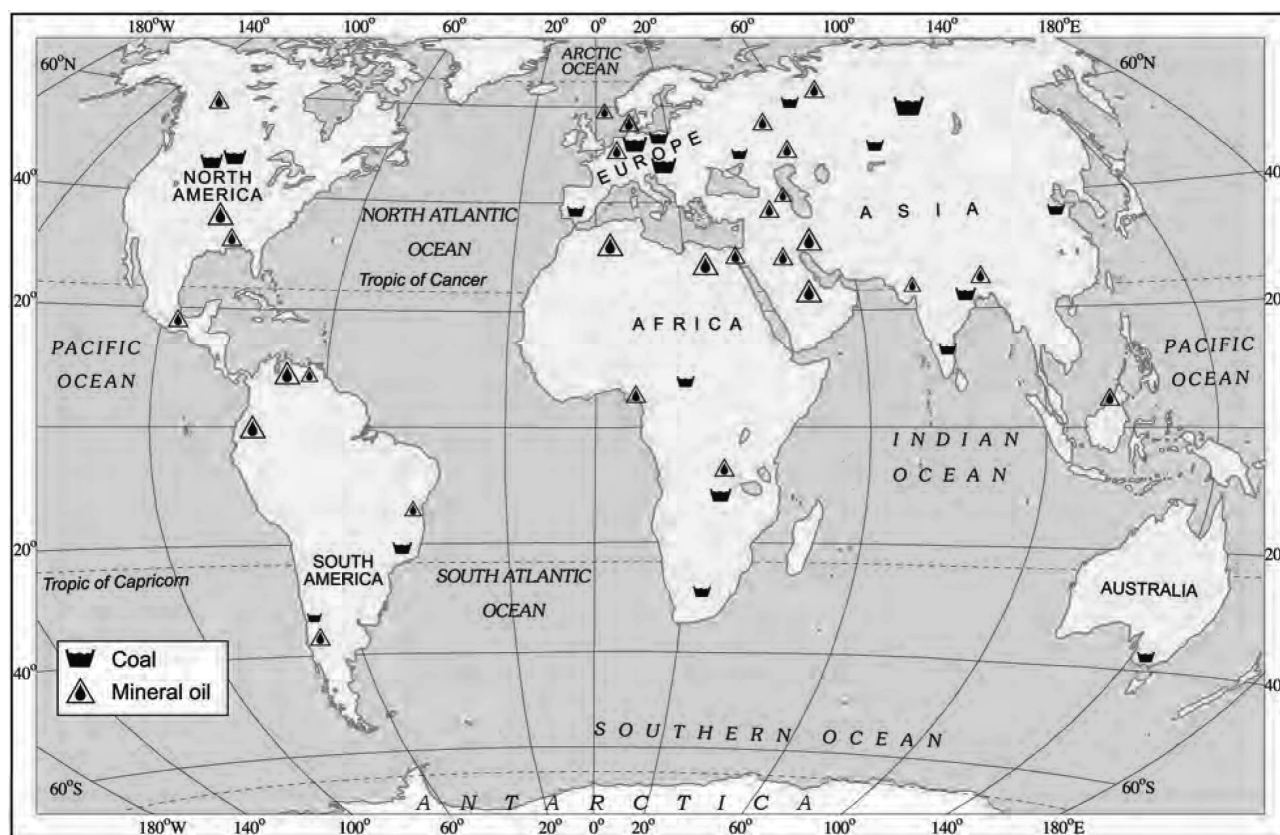 180°W 140° 100° 60° 20° 0° 20° 60° 100° 140° 180°E
ARCTIC
OCEAN
60°N
60°N
EUROPE
NORTH
AMERICA
40°
40°
NORTH ATLANTIC
OCEAN
ASIA
Tropic of Cancer
20°
20°
AFRICA
PACIFIC
OCEAN
PACIFIC
OCEAN
INDIAN
OCEAN
20°
20°
Tropic of Capricorn
SOUTH
AMERICA
SOUTH ATLANTIC
OCEAN
AUSTRALIA
Coal
Mineral oil
40°
40°
SOUTHERN OCEAN
60°S
60°S
ANTARCTICA
180°W 140° 100° 60° 20° 0° 20° 60° 100° 140° 180°E